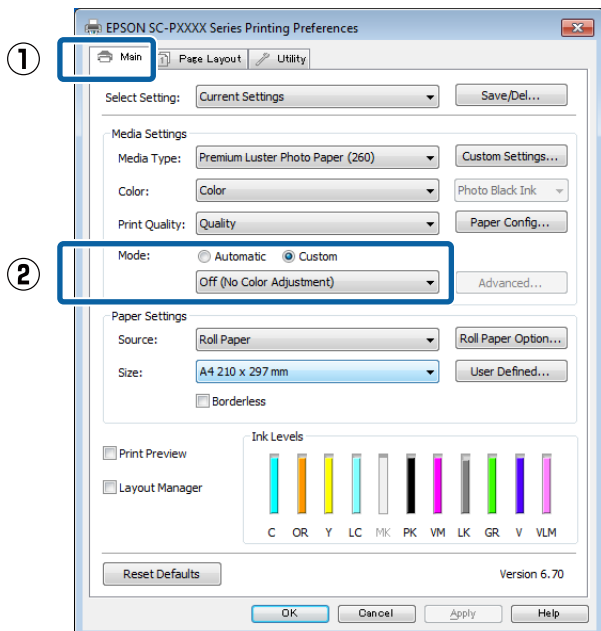 EPSON SC-PXXXX Series Printing Preferences
① Main Page Layout Utility
Select Setting: Current Settings Save/Del...
Media Settings
Media Type: Premium Luster Photo Paper (260) Custom Settings...
Color: Color Photo Black Ink
Print Quality: Quality Paper Config...
Mode: Automatic Custom
② Off (No Color Adjustment) Advanced...
Paper Settings
Source: Roll Paper Roll Paper Option...
Size: A4 210 x 297 mm User Defined...
Borderless
Ink Levels
Print Preview
Layout Manager
C OR Y LC MK PK VM LK GR V VLM
Reset Defaults Version 6.70
OK Cancel Apply Help